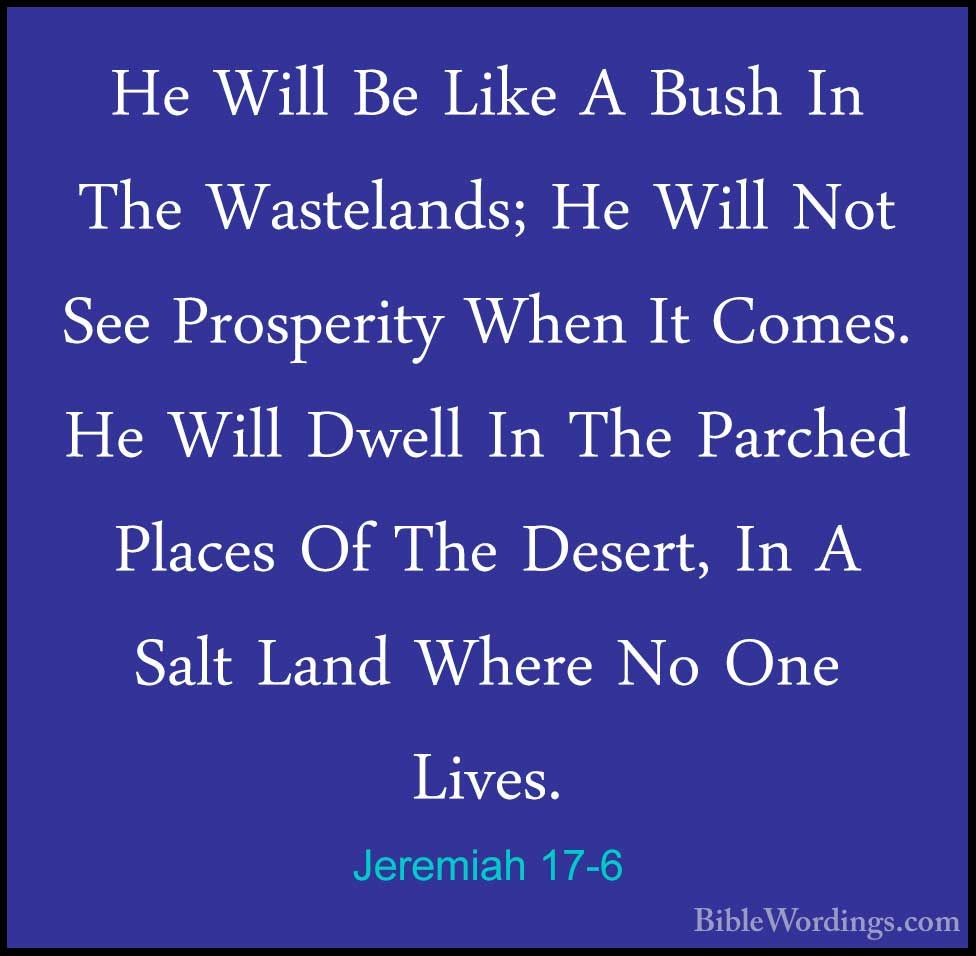 He Will Be Like A Bush In
The Wastelands; He Will Not
See Prosperity When It Comes.
He Will Dwell In The Parched
Places Of The Desert, In A
Salt Land Where No One
Lives.
Jeremiah 17-6
BibleWordings.com